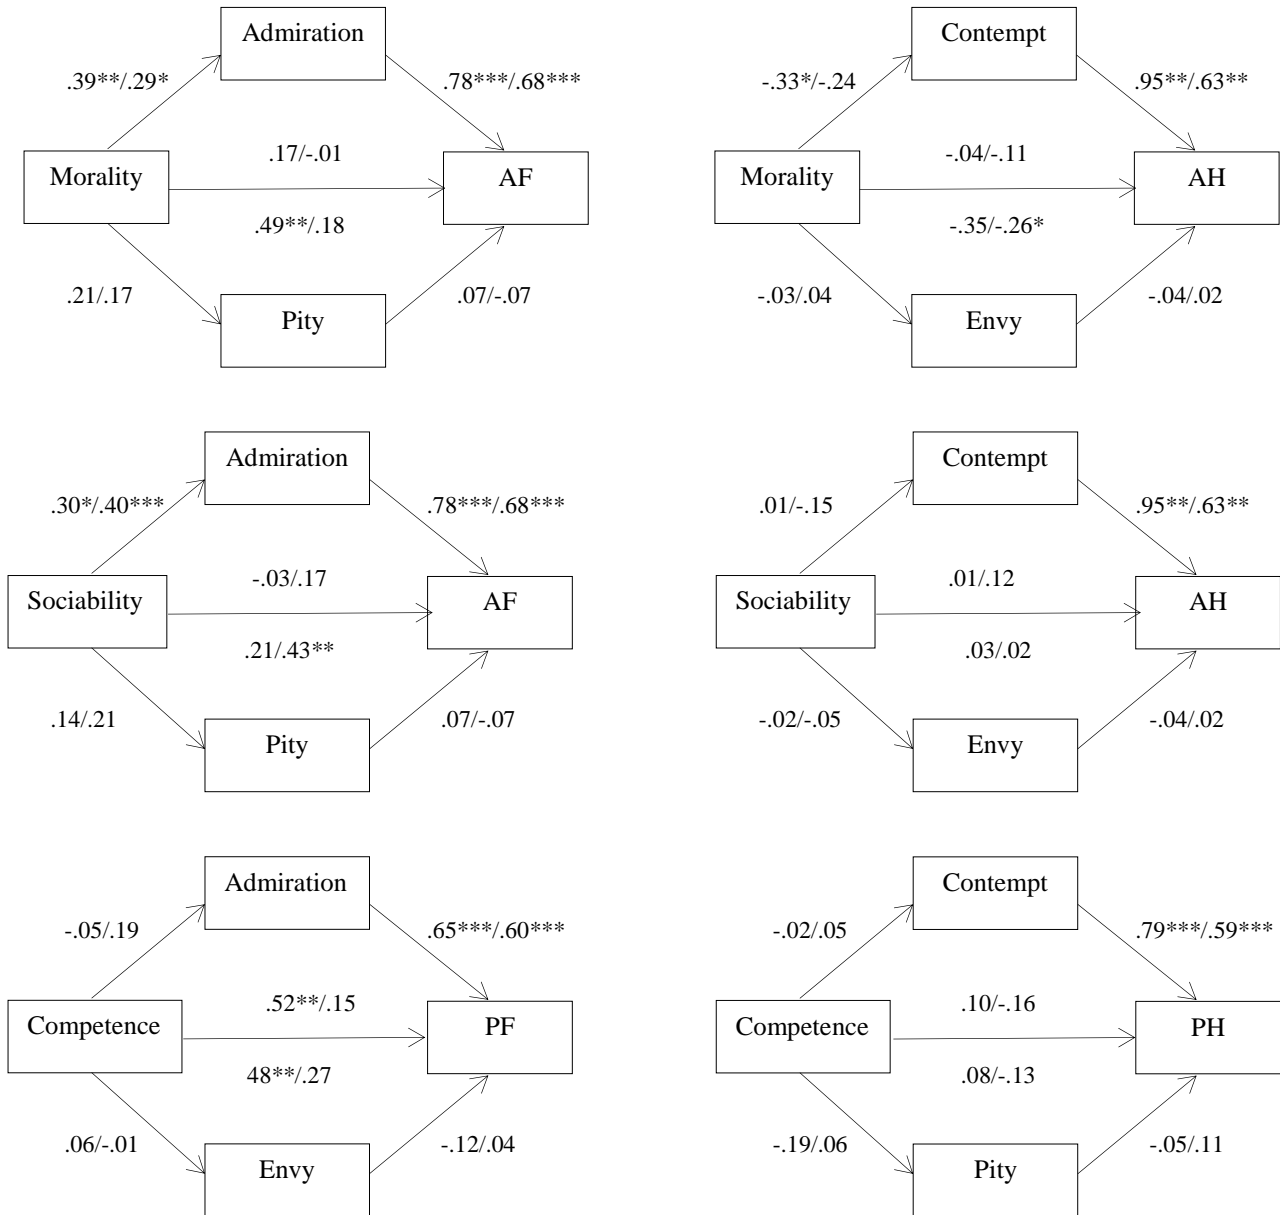 Admiration
.39**/.29*
.78***/.68***
.17/-.01
Morality
AF
.49**/.18
.21/.17
.07/-.07
Pity
Contempt
-.33*/-.24
.95**/.63**
-.04/-.11
Morality
AH
-.35/-.26*
-.03/.04
-.04/.02
Envy
Admiration
.30*/.40***
.78***/.68***
-.03/.17
Sociability
AF
.21/.43**
.14/.21
.07/-.07
Pity
Contempt
.01/-.15
.95**/.63**
.01/.12
Sociability
AH
.03/.02
-.02/-.05
-.04/.02
Envy
Admiration
-.05/.19
.65***/.60***
.52**/.15
Competence
PF
48**/.27
.06/-.01
-.12/.04
Envy
Contempt
-.02/.05
.79***/.59***
.10/-.16
Competence
PH
.08/-.13
-.19/.06
-.05/.11
Pity